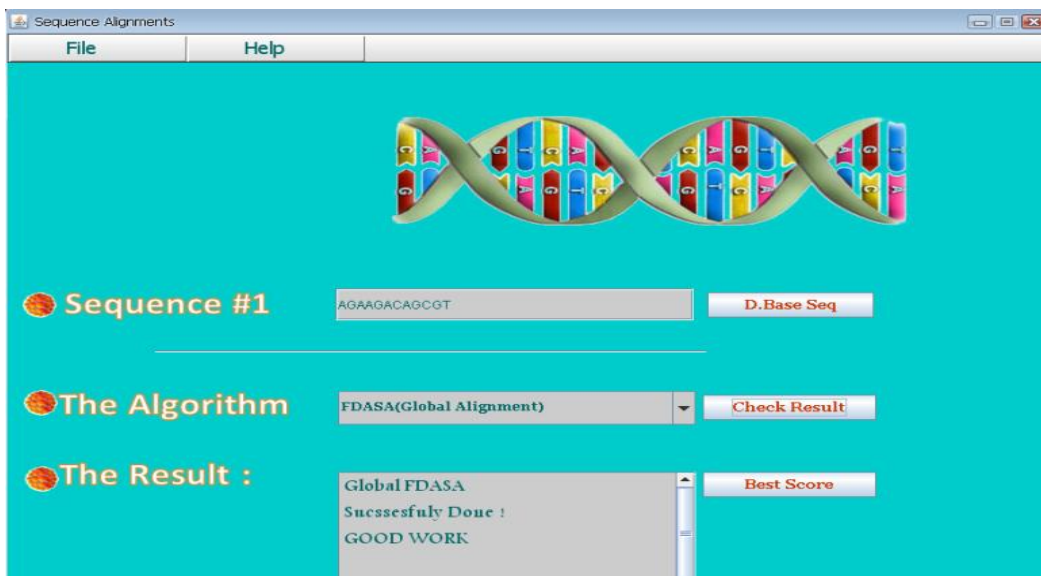 Sequence Alignments
File Help
Sequence #1 AGAAGACAGCGT D.Base Seq
The Algorithm FDASA(Global Alignment) Check Result
The Result : Global FDASA Best Score
Sucssesfuly Done !
GOOD WORK